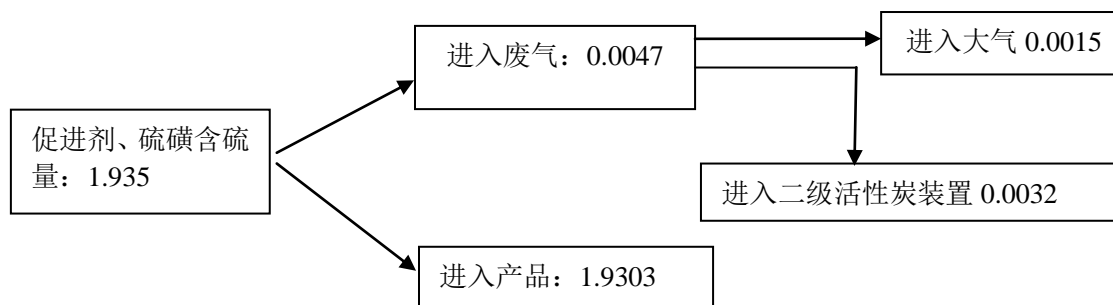 促进剂、硫磺含硫
量：1.935
进入废气：0.0047
进入大气 0.0015
进入二级活性炭装置 0.0032
进入产品：1.9303